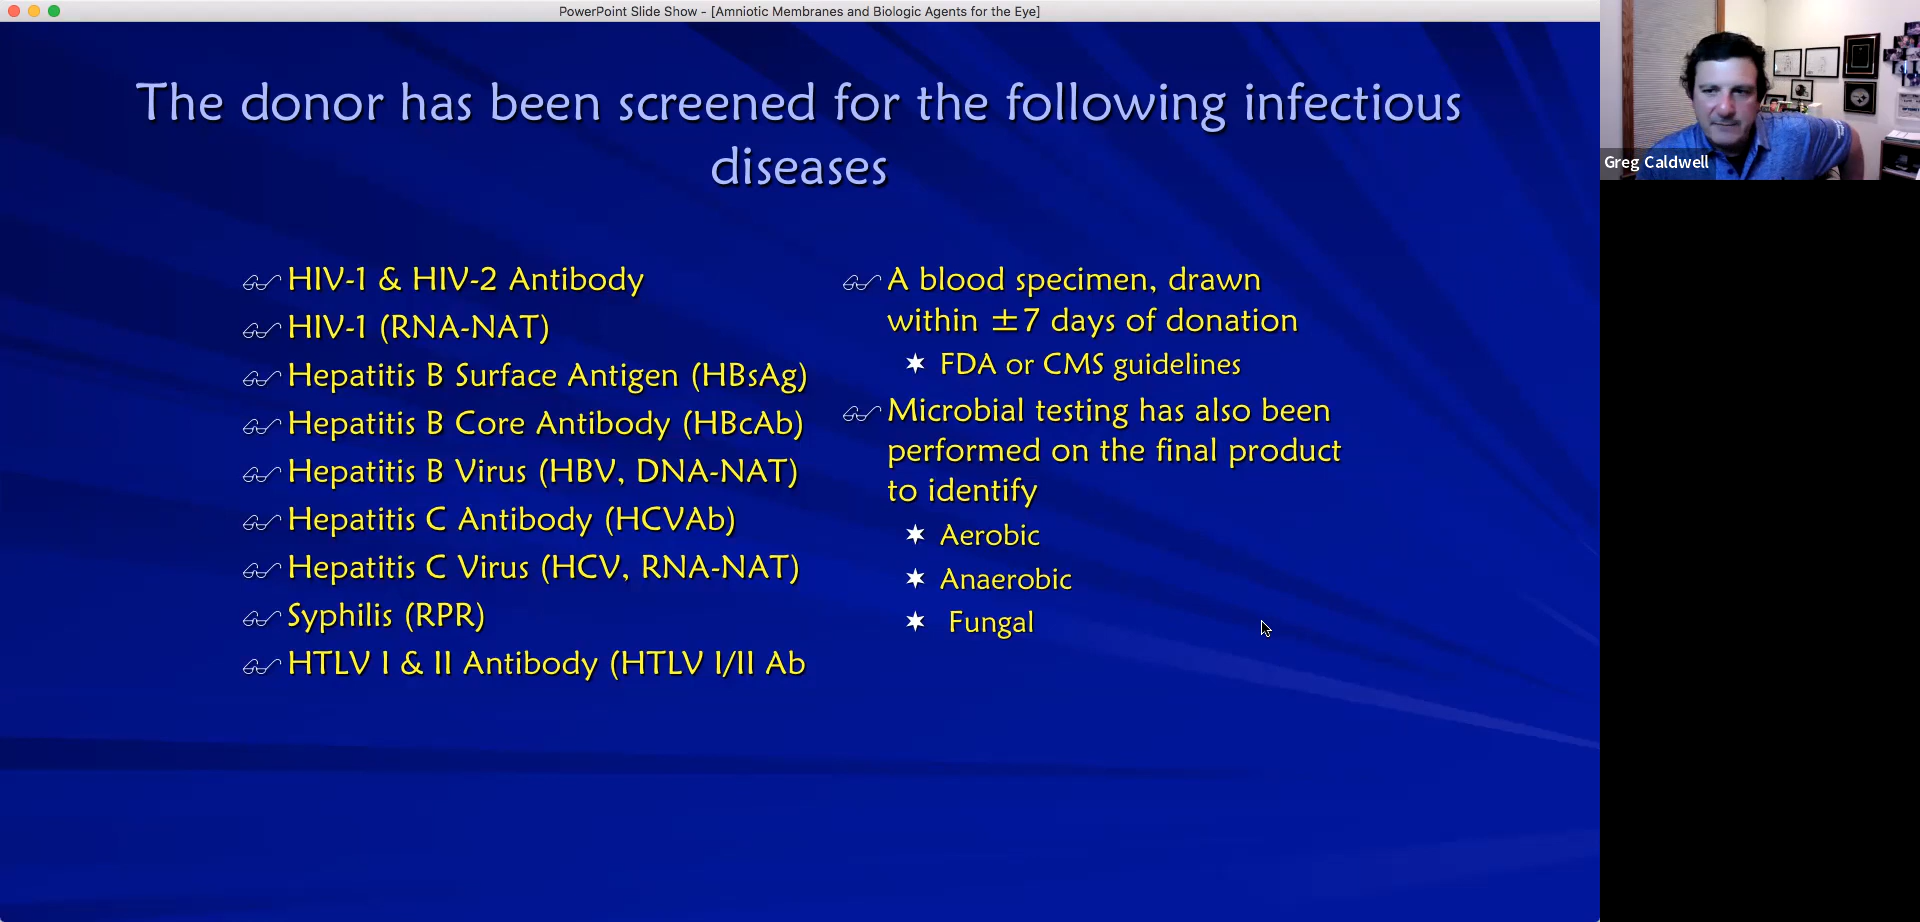 PowerPoint Slide Show - [Amniotic Membranes and Biologic Agents for the Eye]
The donor has been screened for the following infectious
diseases
HIV-1 & HIV-2 Antibody
HIV-1 (RNA-NAT)
Hepatitis B Surface Antigen (HBsAg)
Hepatitis B Core Antibody (HBcAb)
Hepatitis B Virus (HBV, DNA-NAT)
Hepatitis C Antibody (HCVAb)
Hepatitis C Virus (HCV, RNA-NAT)
Syphilis (RPR)
HTLV I & II Antibody (HTLV I/II Ab
A blood specimen, drawn
within ±7 days of donation
FDA or CMS guidelines
Microbial testing has also been
performed on the final product
to identify
Aerobic
Anaerobic
Fungal
Greg Caldwell